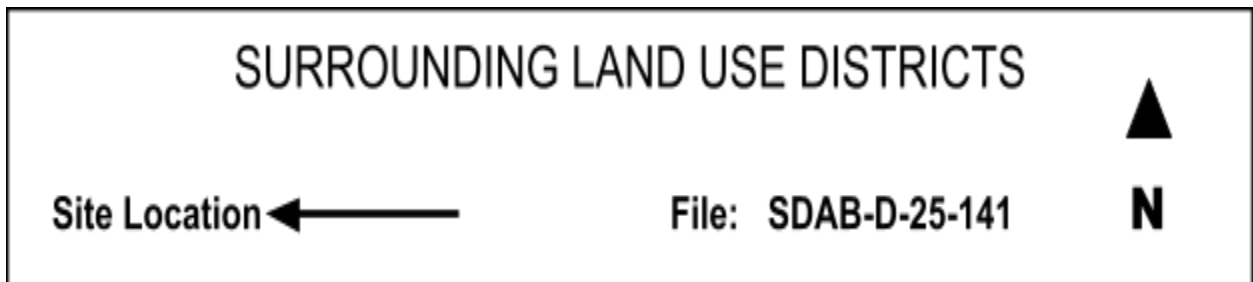 SURROUNDING LAND USE DISTRICTS
Site Location File: SDAB-D-25-141 N